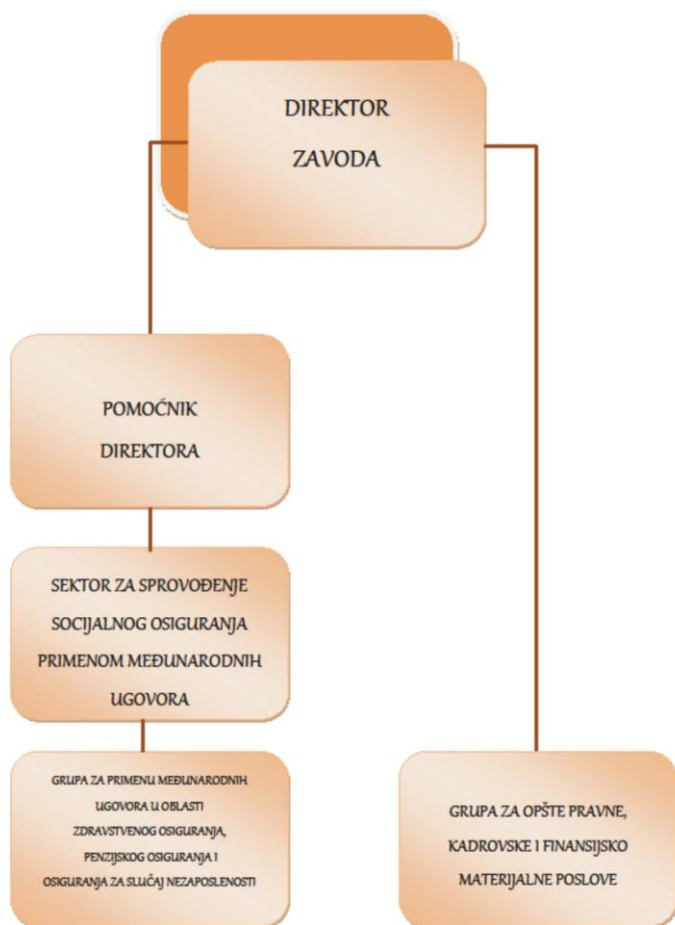 DIREKTOR
ZAVODA
POMOĆNIK
DIREKTORA
SEKTOR ZA SPROVOĐENJE
SOCIJALNOG OSIGURANJA
PRIMENOM MEĐUNARODNIH
UGOVORA
GRUPA ZA PRIMENU MEĐUNARODNIH
UGOVORA U OBLASTI
ZDRAVSTVENOG OSIGURANJA,
PENZIJSKOG OSIGURANJA I
OSIGURANJA ZA SLUČAJ NEZAPOSLENOSTI
GRUPA ZA OPŠTE PRAVNE,
KADROVSKE I FINANSIJSKO
MATERIJALNE POSLOVE